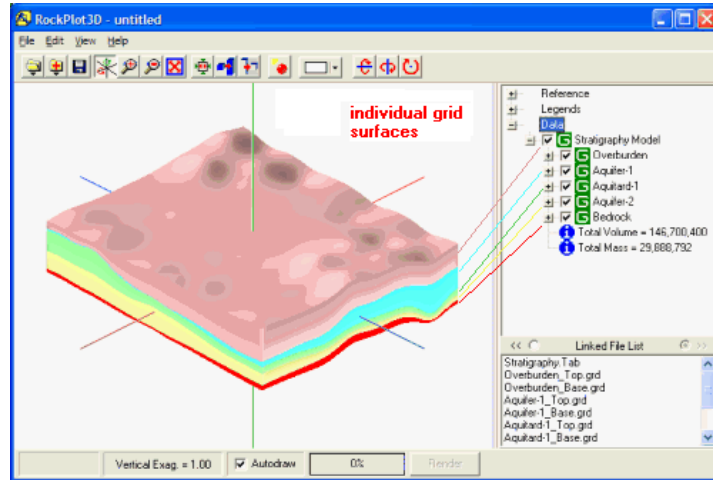 RockPlot3D - untitled
File Edit View Help
individual grid
surfaces
Reference
Legends
Data
Stratigraphy Model
Overburden
Aquifer-1
Aquitard-1
Aquifer-2
Bedrock
Total Volume = 146,700,400
Total Mass = 29,888,792
<< Linked File List >>
Stratigraphy.Tab
Overburden_Top.grd
Overburden_Base.grd
Aquifer-1_Top.grd
Aquifer-1_Base.grd
Aquitard-1_Top.grd
Aquitard-1_Base.grd
Vertical Exag. = 1.00 Autodraw 0% Render